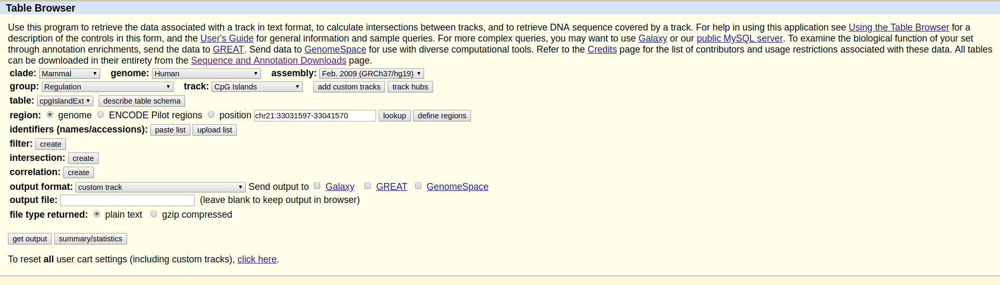 Table Browser
Use this program to retrieve the data associated with a track in text format, to calculate intersections between tracks, and to retrieve DNA sequence covered by a track. For help in using this application see Using the Table Browser for a
description of the controls in this form, and the User's Guide for general information and sample queries. For more complex queries, you may want to use Galaxy or our public MySQL server. To examine the biological function of your set
through annotation enrichments, send the data to GREAT. Send data to GenomeSpace for use with diverse computational tools. Refer to the Credits page for the list of contributors and usage restrictions associated with these data. All tables
can be downloaded in their entirety from the Sequence and Annotation Downloads page.
clade: Mammal genome: Human assembly: Feb. 2009 (GRCh37/hg19)
group: Regulation track: CpG Islands add custom tracks track hubs
table: cpgIslandExt describe table schema
region: genome ENCODE Pilot regions position chr21:33031597-33041570 lookup define regions
identifiers (names/accessions): paste list upload list
filter: create
intersection: create
correlation: create
output format: custom track Send output to Galaxy GREAT GenomeSpace
output file: (leave blank to keep output in browser)
file type returned: plain text gzip compressed
get output summary/statistics
To reset all user cart settings (including custom tracks), click here.